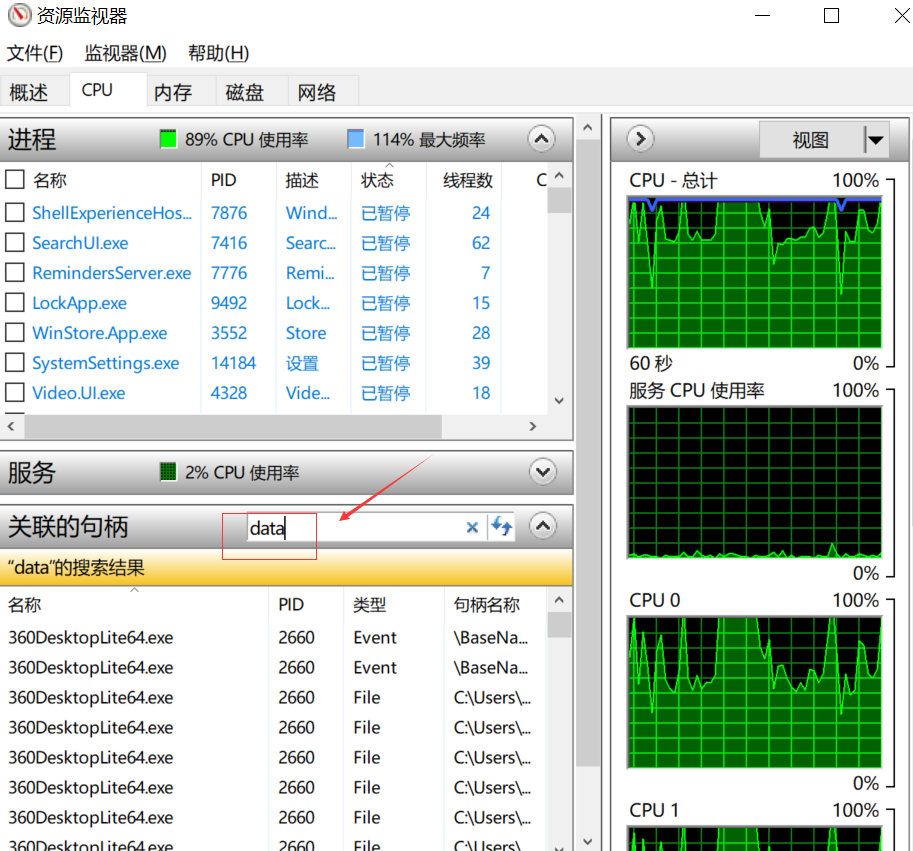 资源监视器
文件(F) 监视器(M) 帮助(H)
概述 CPU 内存 磁盘 网络
进程 89% CPU 使用率 114% 最大频率
名称 PID 描述 状态 线程数 C
ShellExperienceHos... 7876 Wind... 已暂停 24
SearchUI.exe 7416 Searc... 已暂停 62
RemindersServer.exe 7776 Remi... 已暂停 7
LockApp.exe 9492 Lock... 已暂停 15
WinStore.App.exe 3552 Store 已暂停 28
SystemSettings.exe 14184 设置 已暂停 39
Video.UI.exe 4328 Vide... 已暂停 18
服务 2% CPU 使用率
关联的句柄 data
“data”的搜索结果
名称 PID 类型 句柄名称
360DesktopLite64.exe 2660 Event \BaseNa...
360DesktopLite64.exe 2660 Event \BaseNa...
360DesktopLite64.exe 2660 File C:\Users\...
360DesktopLite64.exe 2660 File C:\Users\...
360DesktopLite64.exe 2660 File C:\Users\...
360DesktopLite64.exe 2660 File C:\Users\...
360DesktopLite64.exe 2660 File C:\Users\...
360DesktopLite64.exe 2660 File C:\Users\...
视图
CPU - 总计 100%
60 秒 0%
服务 CPU 使用率 100%
0%
CPU 0 100%
0%
CPU 1 100%